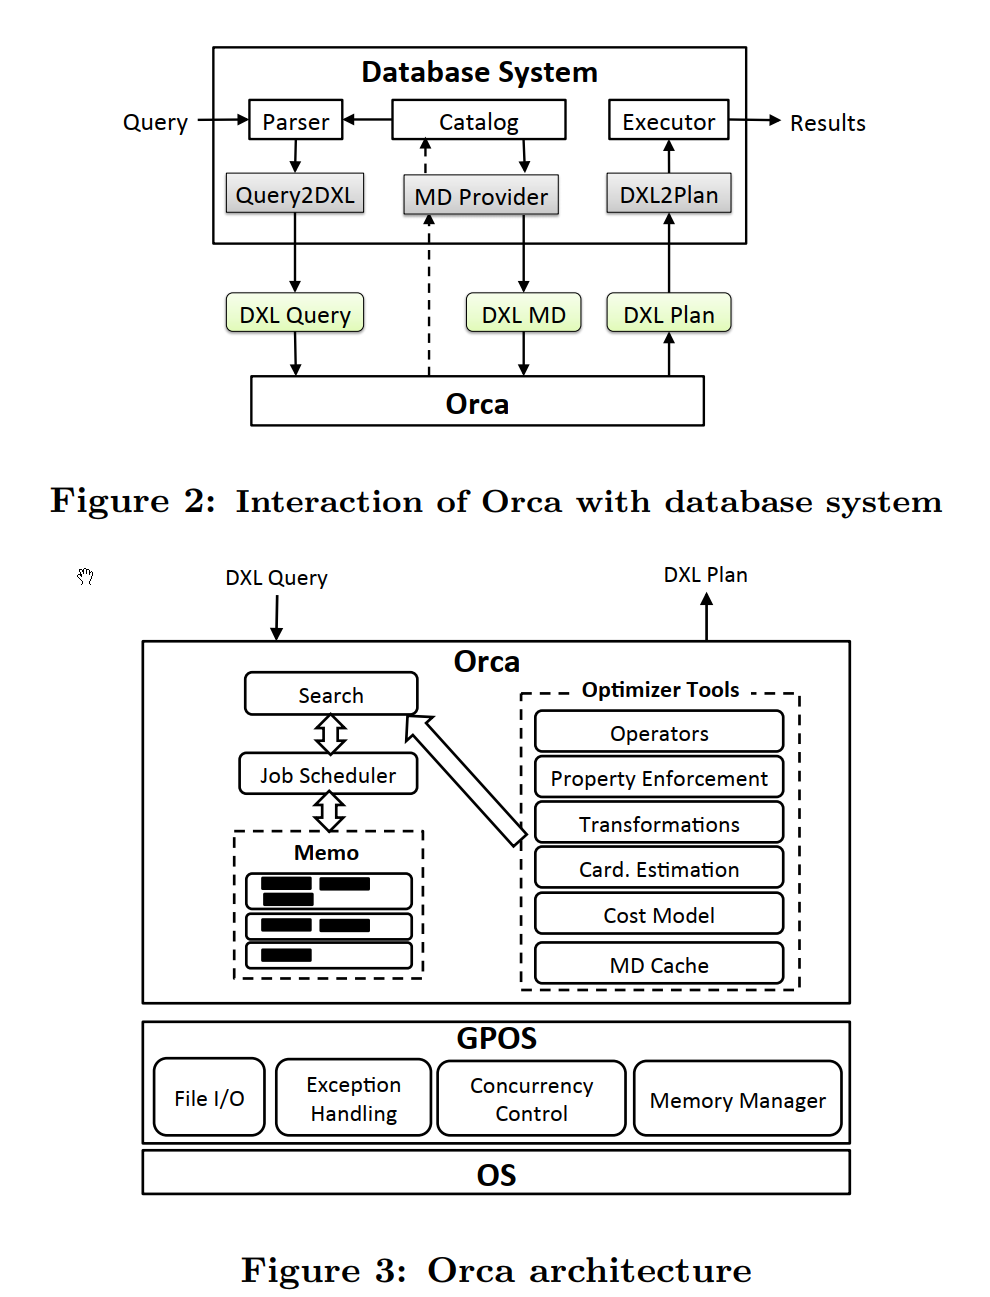 Database System
Query
Parser
Catalog
Executor
Results
Query2DXL
MD Provider
DXL2Plan
DXL Query
DXL MD
DXL Plan
Orca
Figure 2: Interaction of Orca with database system
DXL Query
DXL Plan
Orca
Search
Job Scheduler
Memo
Optimizer Tools
Operators
Property Enforcement
Transformations
Card. Estimation
Cost Model
MD Cache
GPOS
File I/O
Exception
Handling
Concurrency
Control
Memory Manager
OS
Figure 3: Orca architecture